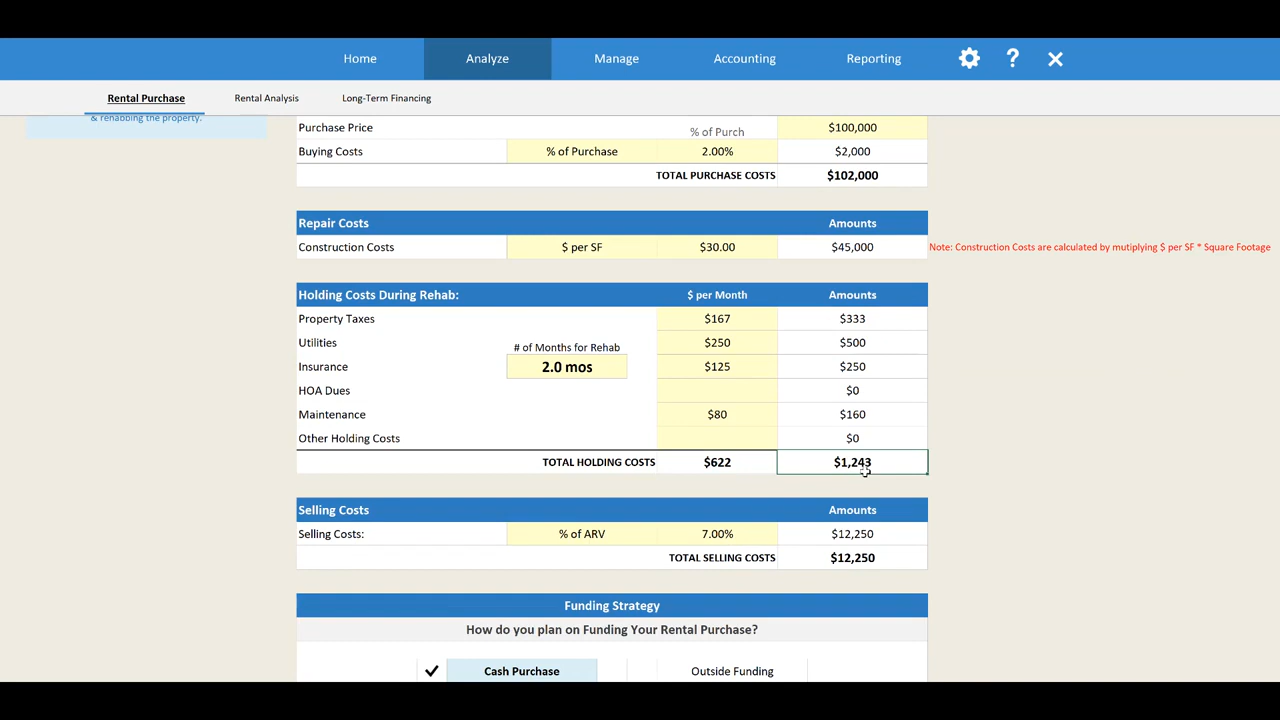 Home Analyze Manage Accounting Reporting ?
Rental Purchase Rental Analysis Long-Term Financing
& rehabbing the property.
Purchase Price % of Purch $100,000
Buying Costs % of Purchase 2.00% $2,000
TOTAL PURCHASE COSTS $102,000
Repair Costs Amounts
Construction Costs $ per SF $30.00 $45,000 Note: Construction Costs are calculated by mutiplying $ per SF * Square Footage
Holding Costs During Rehab: $ per Month Amounts
Property Taxes $167 $333
Utilities $250 $500
# of Months for Rehab
Insurance 2.0 mos $125 $250
HOA Dues $0
Maintenance $80 $160
Other Holding Costs $0
TOTAL HOLDING COSTS $622 $1,243
Selling Costs Amounts
Selling Costs: % of ARV 7.00% $12,250
TOTAL SELLING COSTS $12,250
Funding Strategy
How do you plan on Funding Your Rental Purchase?
Cash Purchase Outside Funding